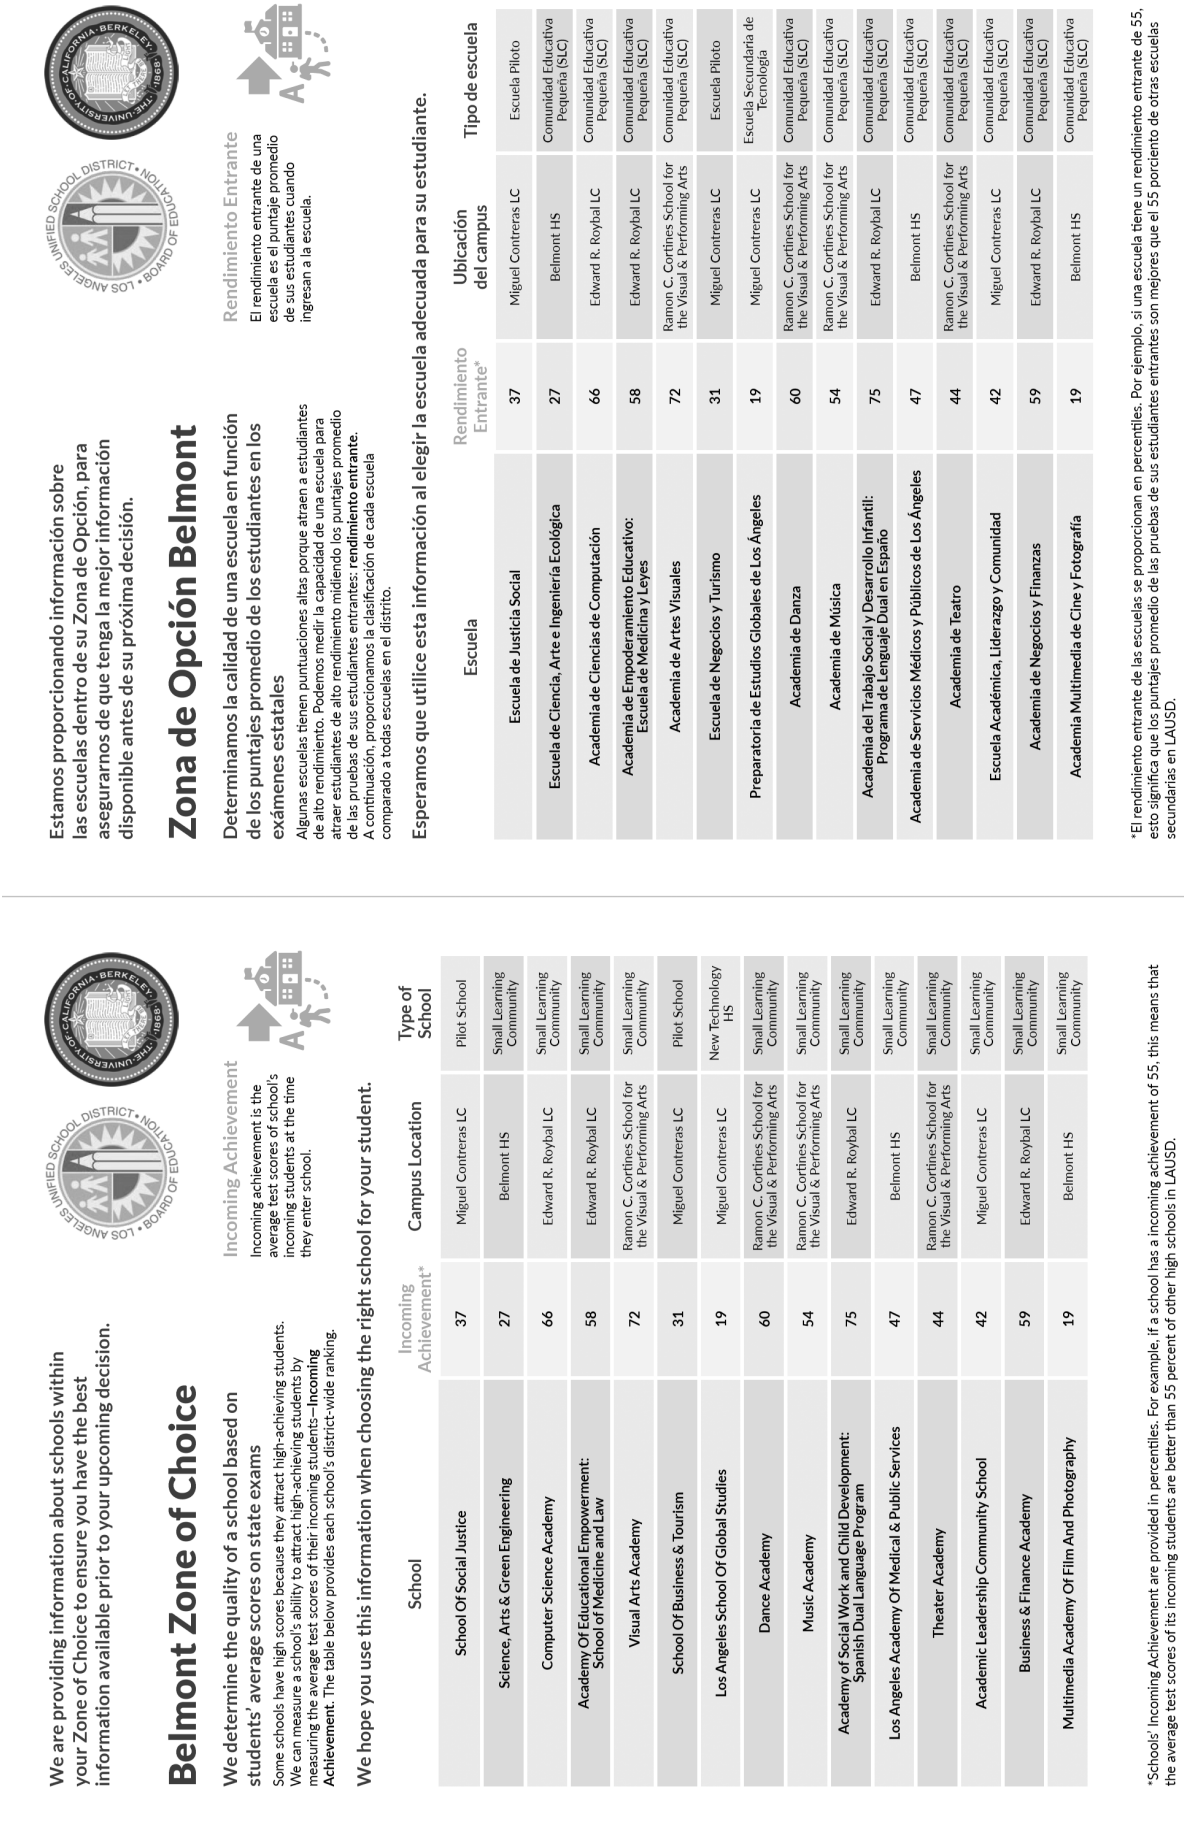 We are providing information about schools within
your Zone of Choice to ensure you have the best
information available prior to your upcoming decision.
LOS ANGELES UNIFIED SCHOOL DISTRICT • BOARD OF EDUCATION •
THE·UNIVERSITY·OF·CALIFORNIA·BERKELEY·
·1868·
Belmont Zone of Choice
We determine the quality of a school based on
students’ average scores on state exams
Some schools have high scores because they attract high-achieving students.
We can measure a school’s ability to attract high-achieving students by
measuring the average test scores of their incoming students—Incoming
Achievement. The table below provides each school’s district-wide ranking.
Incoming Achievement
Incoming achievement is the
average test scores of school’s
incoming students at the time
they enter school.
A
We hope you use this information when choosing the right school for your student.
School
Incoming
Achievement*
Campus Location
Type of
School
School Of Social Justice
37
Miguel Contreras LC
Pilot School
Science, Arts & Green Engineering
27
Belmont HS
Small Learning
Community
Computer Science Academy
66
Edward R. Roybal LC
Small Learning
Community
Academy Of Educational Empowerment:
School of Medicine and Law
58
Edward R. Roybal LC
Small Learning
Community
Visual Arts Academy
72
Ramon C. Cortines School for
the Visual & Performing Arts
Small Learning
Community
School Of Business & Tourism
31
Miguel Contreras LC
Pilot School
Los Angeles School Of Global Studies
19
Miguel Contreras LC
New Technology
HS
Dance Academy
60
Ramon C. Cortines School for
the Visual & Performing Arts
Small Learning
Community
Music Academy
54
Ramon C. Cortines School for
the Visual & Performing Arts
Small Learning
Community
Academy of Social Work and Child Development:
Spanish Dual Language Program
75
Edward R. Roybal LC
Small Learning
Community
Los Angeles Academy Of Medical & Public Services
47
Belmont HS
Small Learning
Community
Theater Academy
44
Ramon C. Cortines School for
the Visual & Performing Arts
Small Learning
Community
Academic Leadership Community School
42
Miguel Contreras LC
Small Learning
Community
Business & Finance Academy
59
Edward R. Roybal LC
Small Learning
Community
Multimedia Academy Of Film And Photography
19
Belmont HS
Small Learning
Community
*Schools’ Incoming Achievement are provided in percentiles. For example, if a school has a incoming achievement of 55, this means that
the average test scores of its incoming students are better than 55 percent of other high schools in LAUSD.
Estamos proporcionando información sobre
las escuelas dentro de su Zona de Opción, para
asegurarnos de que tenga la mejor información
disponible antes de su próxima decisión.
LOS ANGELES UNIFIED SCHOOL DISTRICT • BOARD OF EDUCATION •
THE·UNIVERSITY·OF·CALIFORNIA·BERKELEY·
·1868·
Zona de Opción Belmont
Determinamos la calidad de una escuela en función
de los puntajes promedio de los estudiantes en los
exámenes estatales
Algunas escuelas tienen puntuaciones altas porque atraen a estudiantes
de alto rendimiento. Podemos medir la capacidad de una escuela para
atraer estudiantes de alto rendimiento midiendo los puntajes promedio
de las pruebas de sus estudiantes entrantes: rendimiento entrante.
A continuación, proporcionamos la clasificación de cada escuela
comparado a todas escuelas en el distrito.
Rendimiento Entrante
El rendimiento entrante de una
escuela es el puntaje promedio
de sus estudiantes cuando
ingresan a la escuela.
A
Esperamos que utilice esta información al elegir la escuela adecuada para su estudiante.
Escuela
Rendimiento
Entrante*
Ubicación
del campus
Tipo de escuela
Escuela de Justicia Social
37
Miguel Contreras LC
Escuela Piloto
Escuela de Ciencia, Arte e Ingeniería Ecológica
27
Belmont HS
Comunidad Educativa
Pequeña (SLC)
Academia de Ciencias de Computación
66
Edward R. Roybal LC
Comunidad Educativa
Pequeña (SLC)
Academia de Empoderamiento Educativo:
Escuela de Medicina y Leyes
58
Edward R. Roybal LC
Comunidad Educativa
Pequeña (SLC)
Academia de Artes Visuales
72
Ramon C. Cortines School for
the Visual & Performing Arts
Comunidad Educativa
Pequeña (SLC)
Escuela de Negocios y Turismo
31
Miguel Contreras LC
Escuela Piloto
Preparatoria de Estudios Globales de Los Ángeles
19
Miguel Contreras LC
Escuela Secundaria de
Tecnología
Academia de Danza
60
Ramon C. Cortines School for
the Visual & Performing Arts
Comunidad Educativa
Pequeña (SLC)
Academia de Música
54
Ramon C. Cortines School for
the Visual & Performing Arts
Comunidad Educativa
Pequeña (SLC)
Academia del Trabajo Social y Desarrollo Infantil:
Programa de Lenguaje Dual en Españo
75
Edward R. Roybal LC
Comunidad Educativa
Pequeña (SLC)
Academia de Servicios Médicos y Públicos de Los Ángeles
47
Belmont HS
Comunidad Educativa
Pequeña (SLC)
Academia de Teatro
44
Ramon C. Cortines School for
the Visual & Performing Arts
Comunidad Educativa
Pequeña (SLC)
Escuela Académica, Liderazgo y Comunidad
42
Miguel Contreras LC
Comunidad Educativa
Pequeña (SLC)
Academia de Negocios y Finanzas
59
Edward R. Roybal LC
Comunidad Educativa
Pequeña (SLC)
Academia Multimedia de Cine y Fotografía
19
Belmont HS
Comunidad Educativa
Pequeña (SLC)
*El rendimiento entrante de las escuelas se proporcionan en percentiles. Por ejemplo, si una escuela tiene un rendimiento entrante de 55,
esto significa que los puntajes promedio de las pruebas de sus estudiantes entrantes son mejores que el 55 porciento de otras escuelas
secundarias en LAUSD.